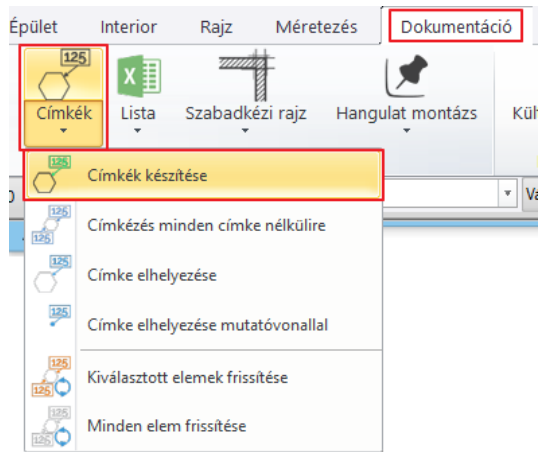 Épület Interior Rajz Méretezés Dokumentáció
125
Címkék Lista Szabadkézi rajz Hangulat montázs
125
Címkék készítése
125
125
Címkézés minden címke nélkülire
125
Címke elhelyezése
125
Címke elhelyezése mutatóvonallal
125
125
Kiválasztott elemek frissítése
125
125
Minden elem frissítése